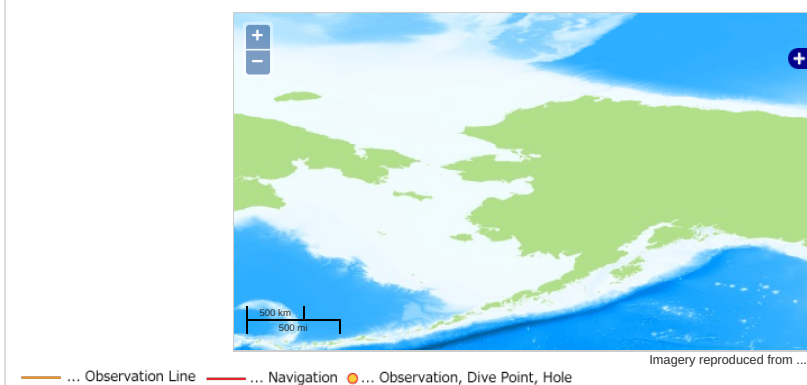 +
−
+
500 km
500 mi
Imagery reproduced from ...
... Observation Line ... Navigation ... Observation, Dive Point, Hole